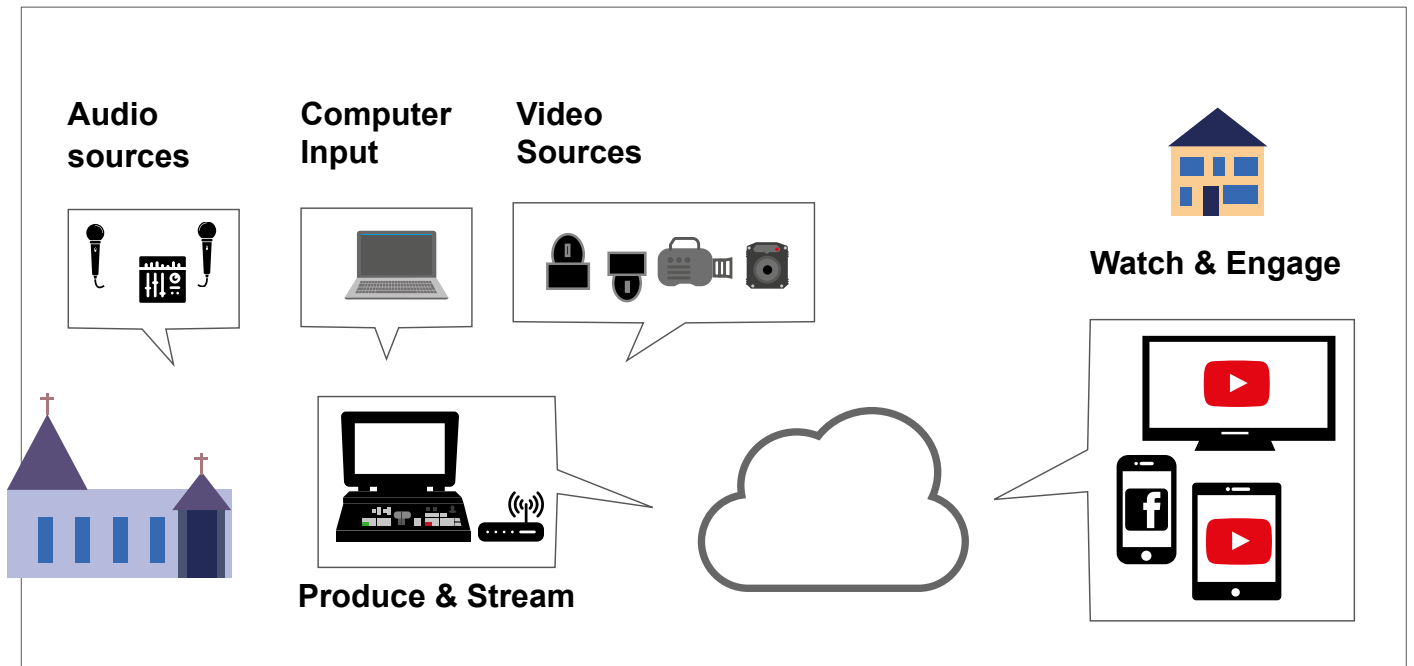 Audio
sources
Computer
Input
Video
Sources
Watch & Engage
f
Produce & Stream